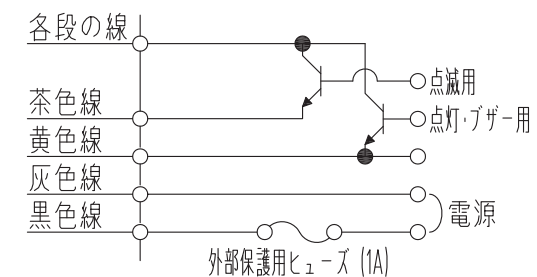 各段の線
茶色線
黄色線
灰色線
黒色線
点滅用
点灯・ブザー用
電源
外部保護用ヒューズ (1A)